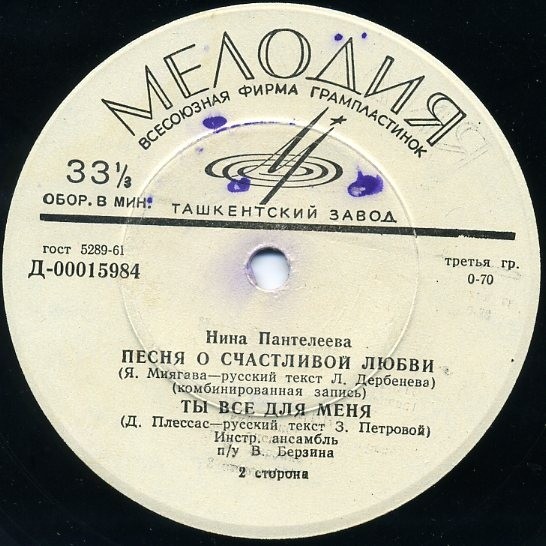 МЕЛОДИЯ
ВСЕСОЮЗНАЯ ФИРМА ГРАМПЛАСТИНОК
33⅓
ОБОР. В МИН.
ТАШКЕНТСКИЙ ЗАВОД
гост 5289-61
Д-00015984
третья гр.
0-70
Нина Пантелеева
ПЕСНЯ О СЧАСТЛИВОЙ ЛЮБВИ
(Я. Миягава—русский текст Л. Дербенева)
(комбинированная запись)
ТЫ ВСЕ ДЛЯ МЕНЯ
(Д. Плессас—русский текст З. Петровой)
Инстр. ансамбль
п/у В. Берзина
2 сторона